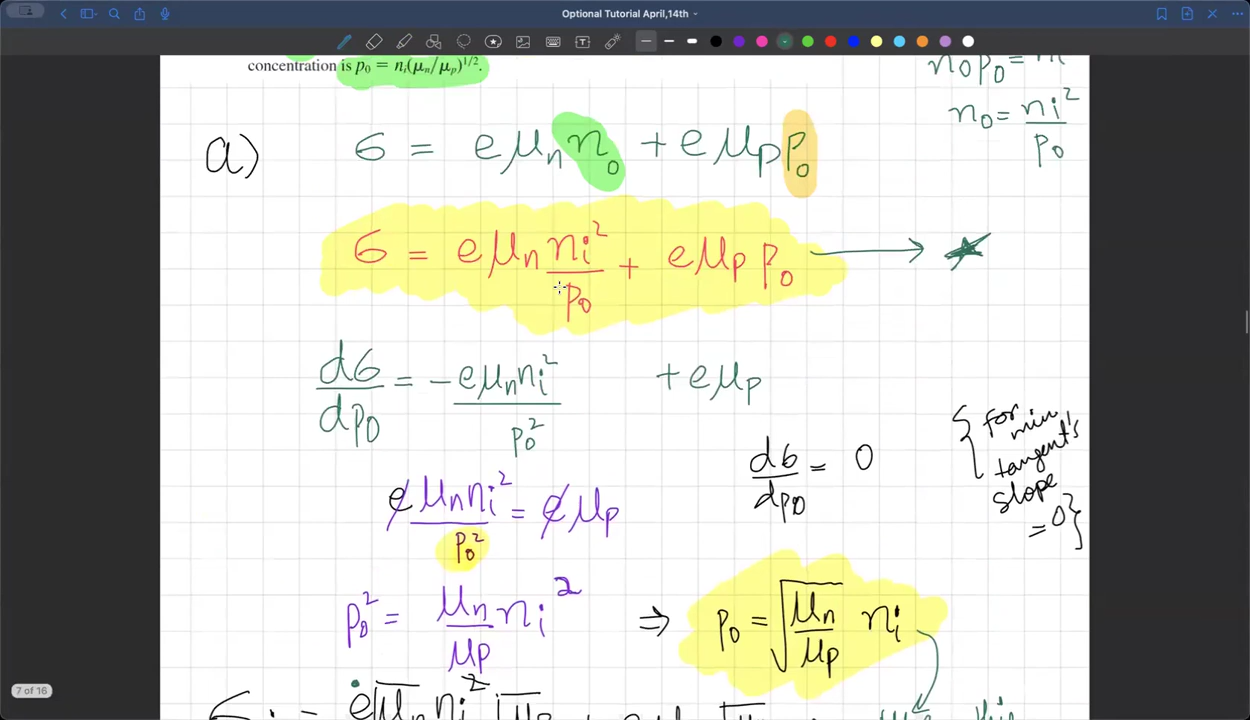 Optional Tutorial April,14th
concentration is p₀ = nᵢ(μₙ/μₚ)^1/2.
n₀p₀ = nᵢ
n₀ = nᵢ² / p₀
a) σ = eμₙn₀ + eμₚp₀
σ = eμₙ nᵢ²/p₀ + eμₚp₀ → ★
dσ/dp₀ = - eμₙnᵢ²/p₀² + eμₚ
dσ/dp₀ = 0
{for
min
tangent's
slope
= 0}
eμₙnᵢ²/p₀² = eμₚ
p₀² = μₙ/μₚ nᵢ² ⇒ p₀ = √(μₙ/μₚ) nᵢ
7 of 16